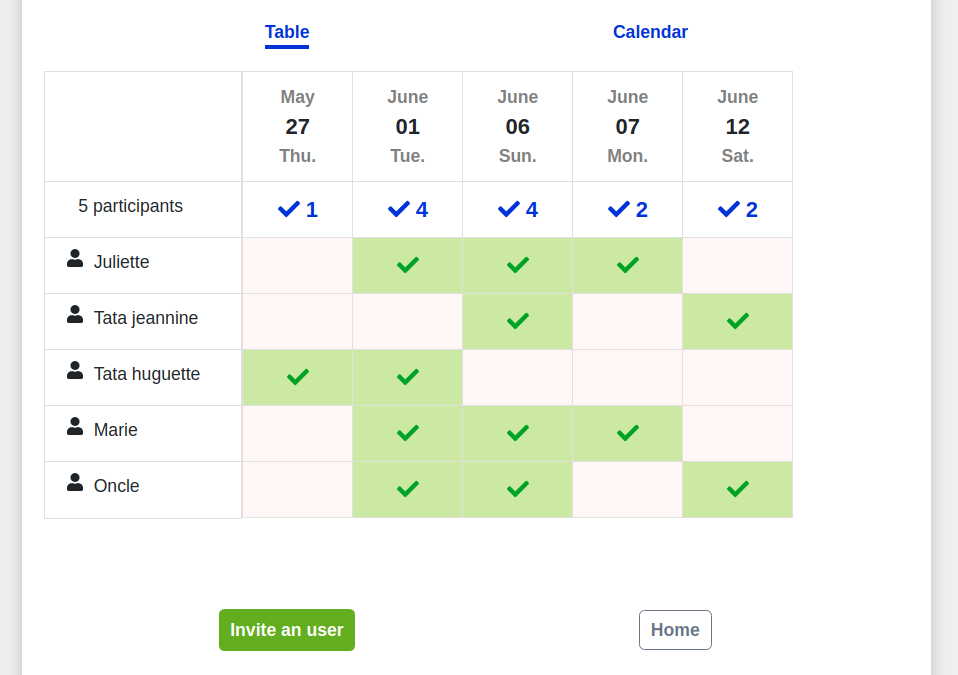 Table Calendar
May June June June June
27 01 06 07 12
Thu. Tue. Sun. Mon. Sat.
5 participants 1 4 4 2 2
Juliette
Tata jeannine
Tata huguette
Marie
Oncle
Invite an user Home